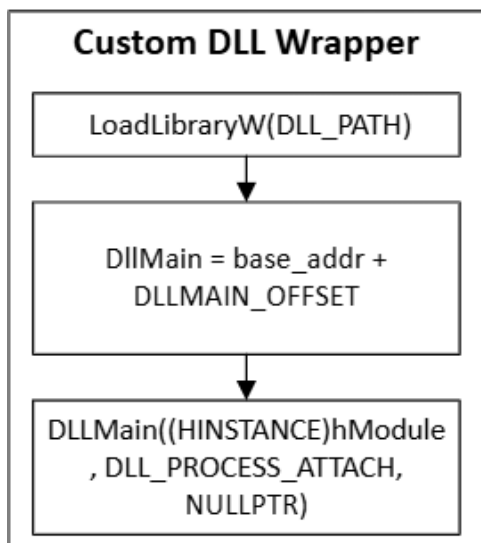 Custom DLL Wrapper
LoadLibraryW(DLL_PATH)
DllMain = base_addr +
DLLMAIN_OFFSET
DLLMain((HINSTANCE)hModule
, DLL_PROCESS_ATTACH,
NULLPTR)